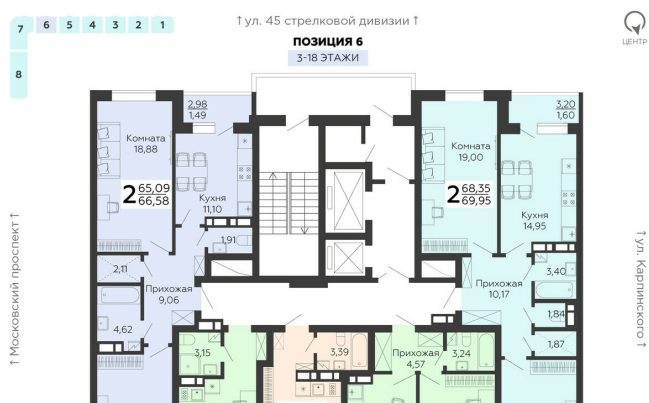 7 6 5 4 3 2 1
8
↑ ул. 45 стрелковой дивизии ↑
ПОЗИЦИЯ 6
3-18 ЭТАЖИ
ЦЕНТР
↑ Московский проспект ↑
↑ ул. Карпинского ↑
2,98
1,49
Комната
18,88
2 65,09
66,58
Кухня
11,10
1,91
2,11
Прихожая
9,06
4,62
3,20
1,60
Комната
19,00
2 68,35
69,95
Кухня
14,95
3,40
Прихожая
10,17
1,84
1,87
3,15
3,39
Прихожая
4,57
3,24